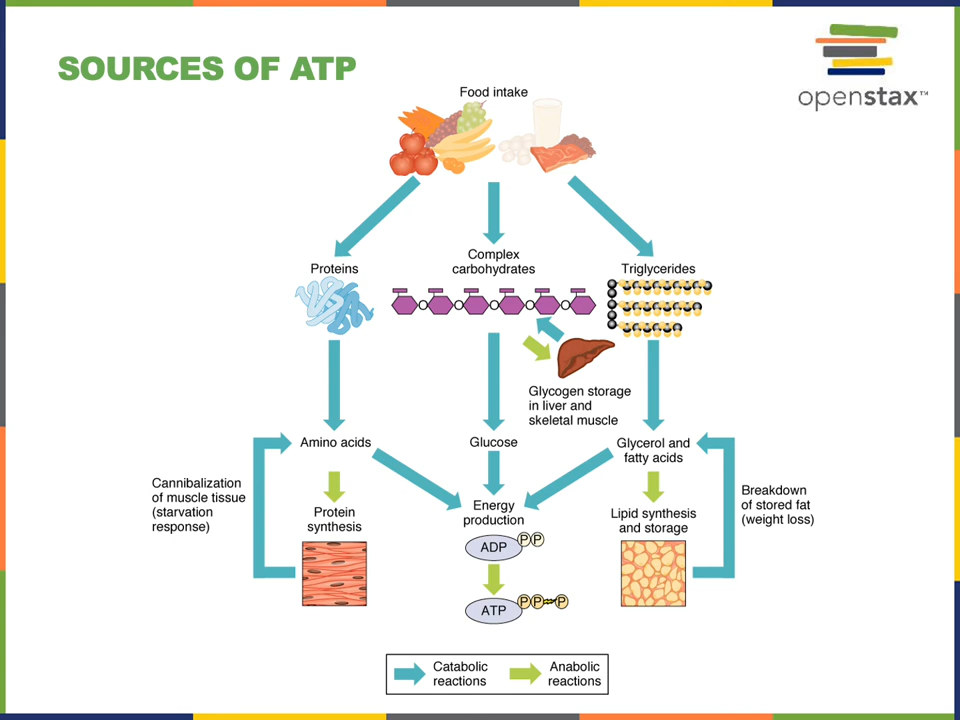 SOURCES OF ATP
openstax™
Food intake
Proteins
Complex
carbohydrates
Triglycerides
Glycogen storage
in liver and
skeletal muscle
Amino acids
Glucose
Glycerol and
fatty acids
Cannibalization
of muscle tissue
(starvation
response)
Protein
synthesis
Energy
production
Lipid synthesis
and storage
Breakdown
of stored fat
(weight loss)
ADP P P
ATP P P P
Catabolic
reactions
Anabolic
reactions